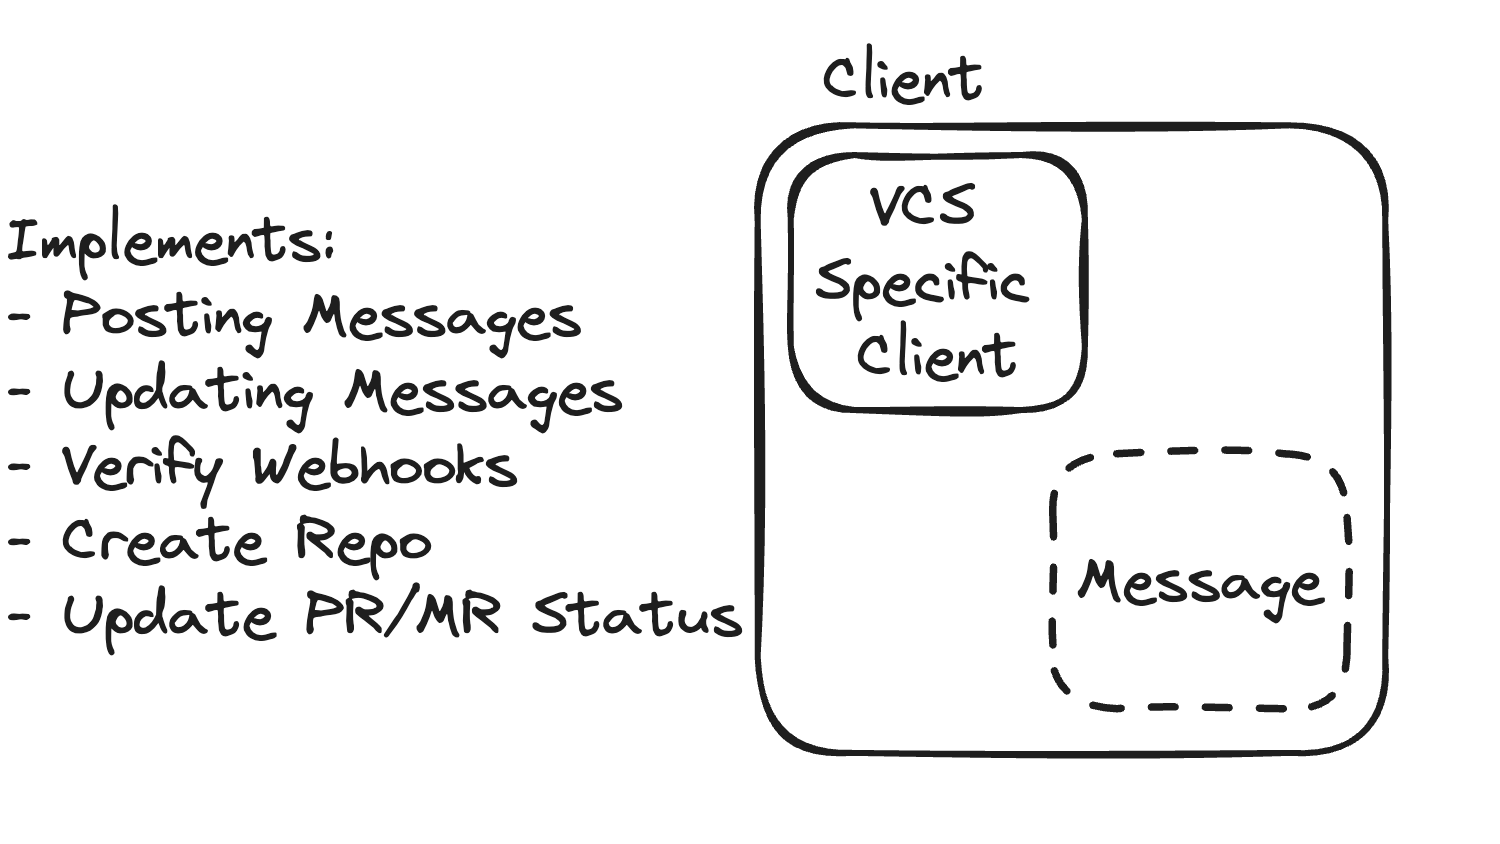 Client
VCS
Specific
Client
Implements:
- Posting Messages
- Updating Messages
- Verify Webhooks
- Create Repo
- Update PR/MR Status
Message